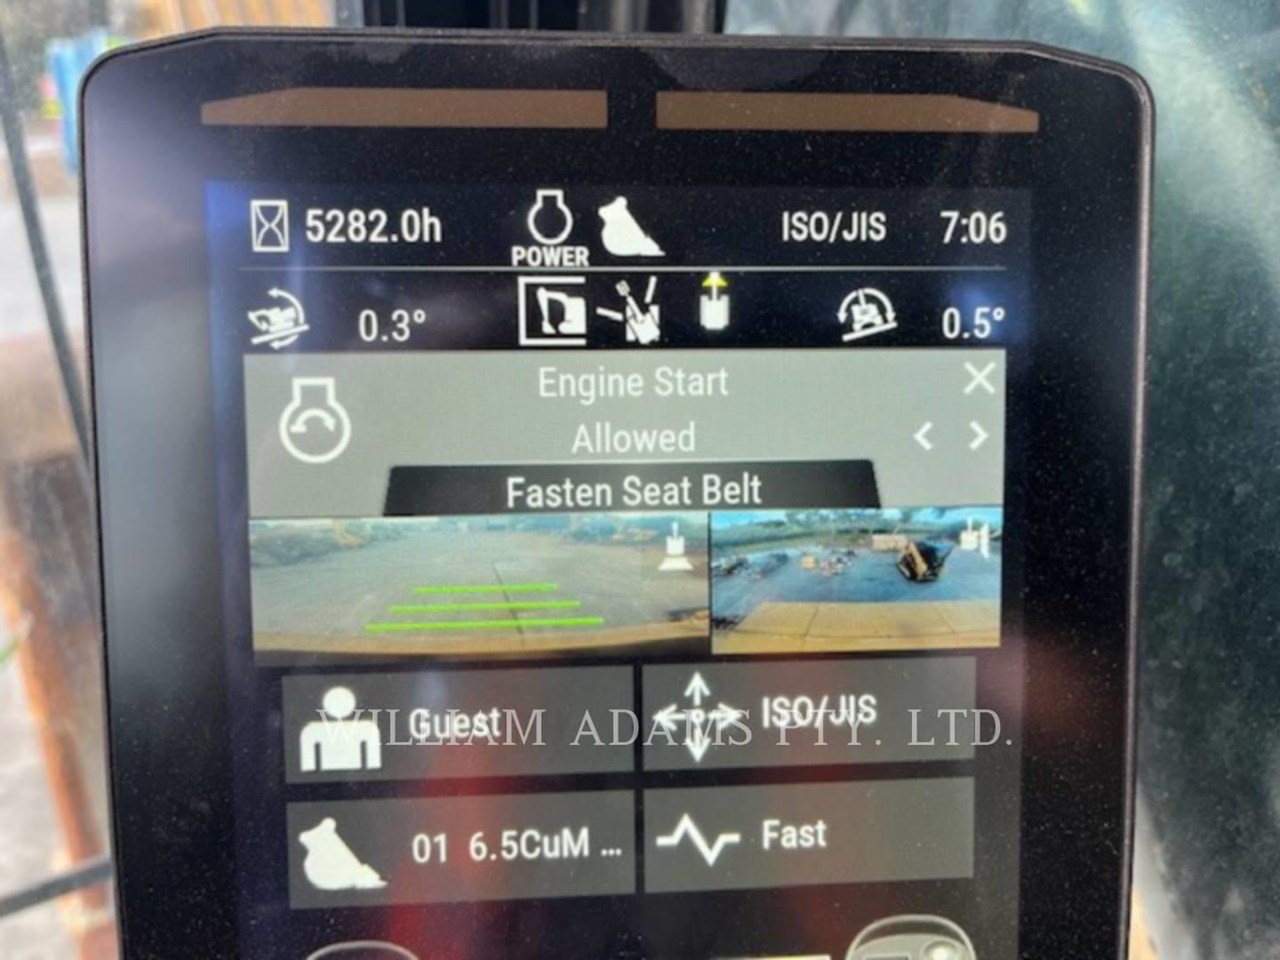 5282.0h POWER ISO/JIS 7:06
0.3° 0.5°
Engine Start
Allowed
Fasten Seat Belt
Guest ISO/JIS
WILLIAM ADAMS PTY. LTD.
01 6.5CuM ... Fast